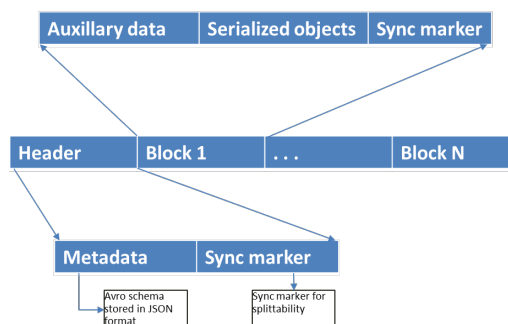 Auxillary data Serialized objects Sync marker
Header Block 1 . . . Block N
Metadata Sync marker
Avro schema
stored in JSON
format
Sync marker for
splittability